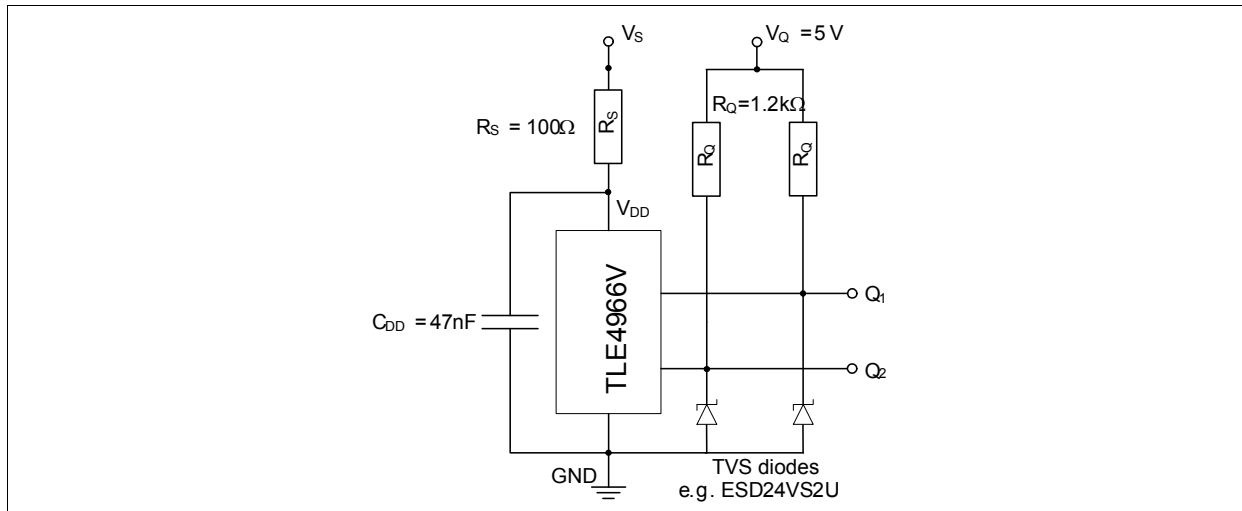 V_S
V_Q = 5 V
R_S = 100Ω
R_S
R_Q=1.2kΩ
R_Q
R_Q
V_DD
C_DD = 47nF
TLE4966V
Q_1
Q_2
GND
TVS diodes
e.g. ESD24VS2U